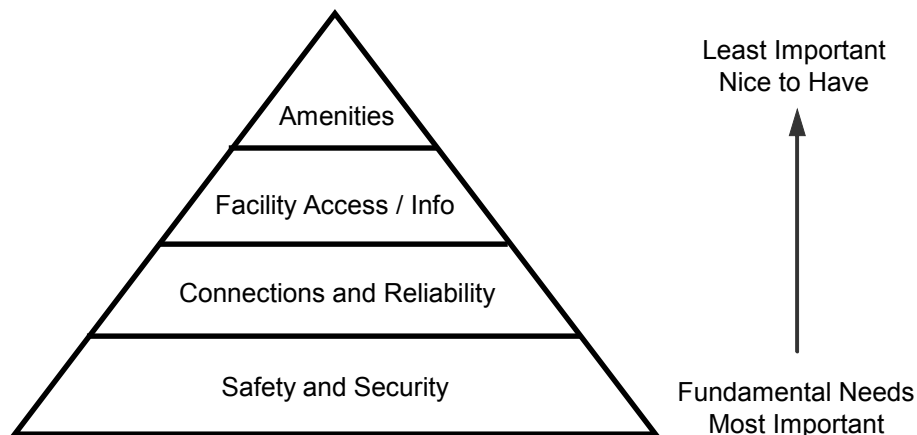 Least Important
Nice to Have
Amenities
Facility Access / Info
Connections and Reliability
Safety and Security
Fundamental Needs
Most Important